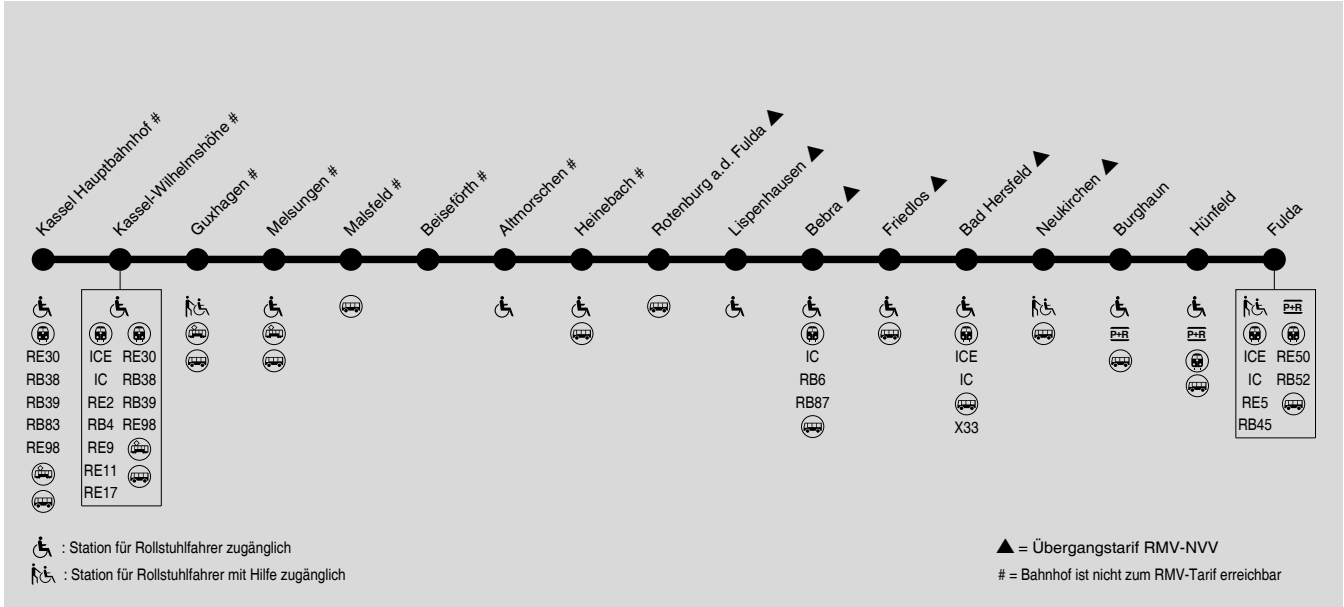 Kassel Hauptbahnhof #
Kassel-Wilhelmshöhe #
Guxhagen #
Melsungen #
Malsfeld #
Beiseförth #
Altmorschen #
Heinebach #
Rotenburg a.d. Fulda ▲
Lispenhausen ▲
Bebra ▲
Friedlos ▲
Bad Hersfeld ▲
Neukirchen ▲
Burghaun
Hünfeld
Fulda
RE30
RB38
RB39
RB83
RE98
ICE RE30
IC RB38
RE2 RB39
RB4 RE98
RE9
RE11
RE17
IC
RB6
RB87
ICE
IC
X33
P+R
P+R
P+R
ICE RE50
IC RB52
RE5
RB45
: Station für Rollstuhlfahrer zugänglich
: Station für Rollstuhlfahrer mit Hilfe zugänglich
▲ = Übergangstarif RMV-NVV
# = Bahnhof ist nicht zum RMV-Tarif erreichbar